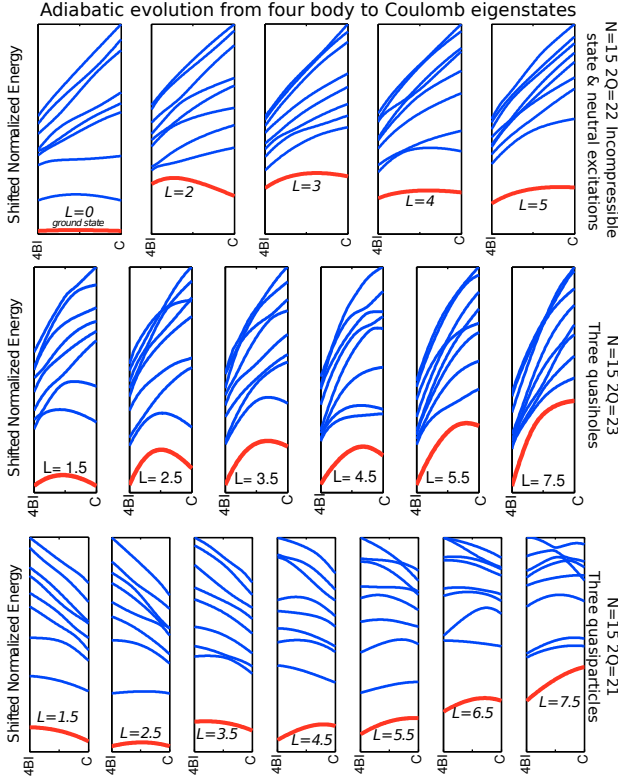 Adiabatic evolution from four body to Coulomb eigenstates
Shifted Normalized Energy
L=0
ground state
L=2
L=3
L=4
L=5
4BI
C
4BI
C
4BI
C
4BI
C
4BI
C
N=15 2Q=22 Incompressible
state & neutral excitations
Shifted Normalized Energy
L= 1.5
L= 2.5
L= 3.5
L= 4.5
L= 5.5
L= 7.5
4BI
C
4BI
C
4BI
C
4BI
C
4BI
C
4BI
C
N=15 2Q=23
Three quasiholes
Shifted Normalized Energy
L=1.5
L=2.5
L=3.5
L=4.5
L=5.5
L=6.5
L=7.5
4BI
C
4BI
C
4BI
C
4BI
C
4BI
C
4BI
C
4BI
C
N=15 2Q=21
Three quasiparticles